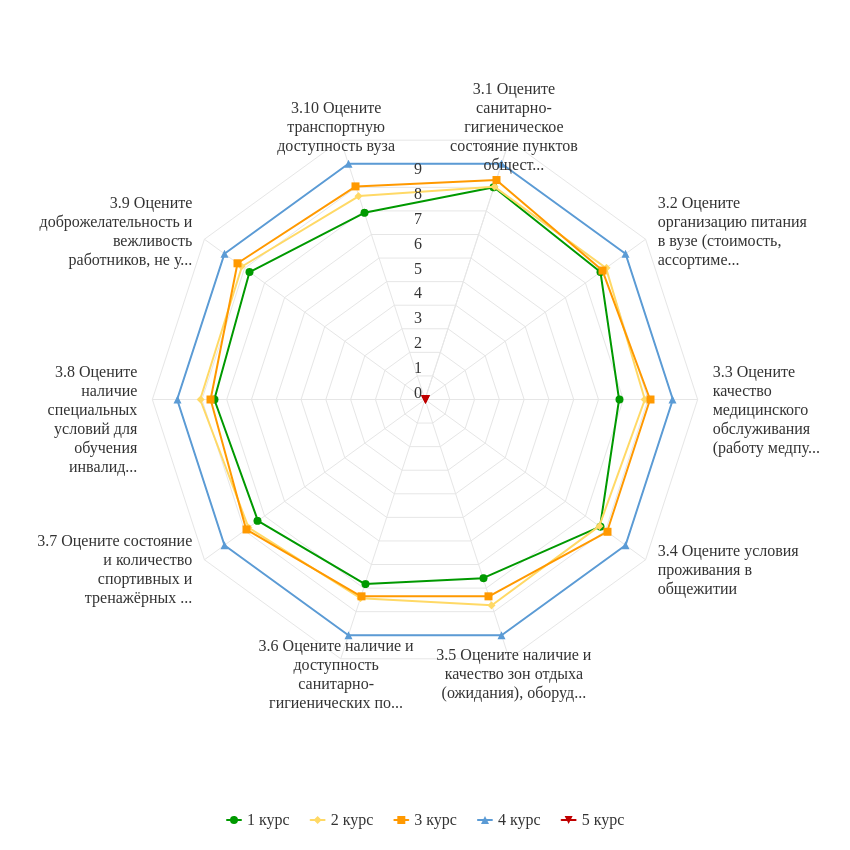 3.1 Оцените
санитарно-
гигиеническое
состояние пунктов
общест...
3.2 Оцените
организацию питания
в вузе (стоимость,
ассортиме...
3.3 Оцените
качество
медицинского
обслуживания
(работу медпу...
3.4 Оцените условия
проживания в
общежитии
3.5 Оцените наличие и
качество зон отдыха
(ожидания), оборуд...
3.6 Оцените наличие и
доступность
санитарно-
гигиенических по...
3.7 Оцените состояние
и количество
спортивных и
тренажёрных ...
3.8 Оцените
наличие
специальных
условий для
обучения
инвалид...
3.9 Оцените
доброжелательность и
вежливость
работников, не у...
3.10 Оцените
транспортную
доступность вуза
9
8
7
6
5
4
3
2
1
0
1 курс
2 курс
3 курс
4 курс
5 курс